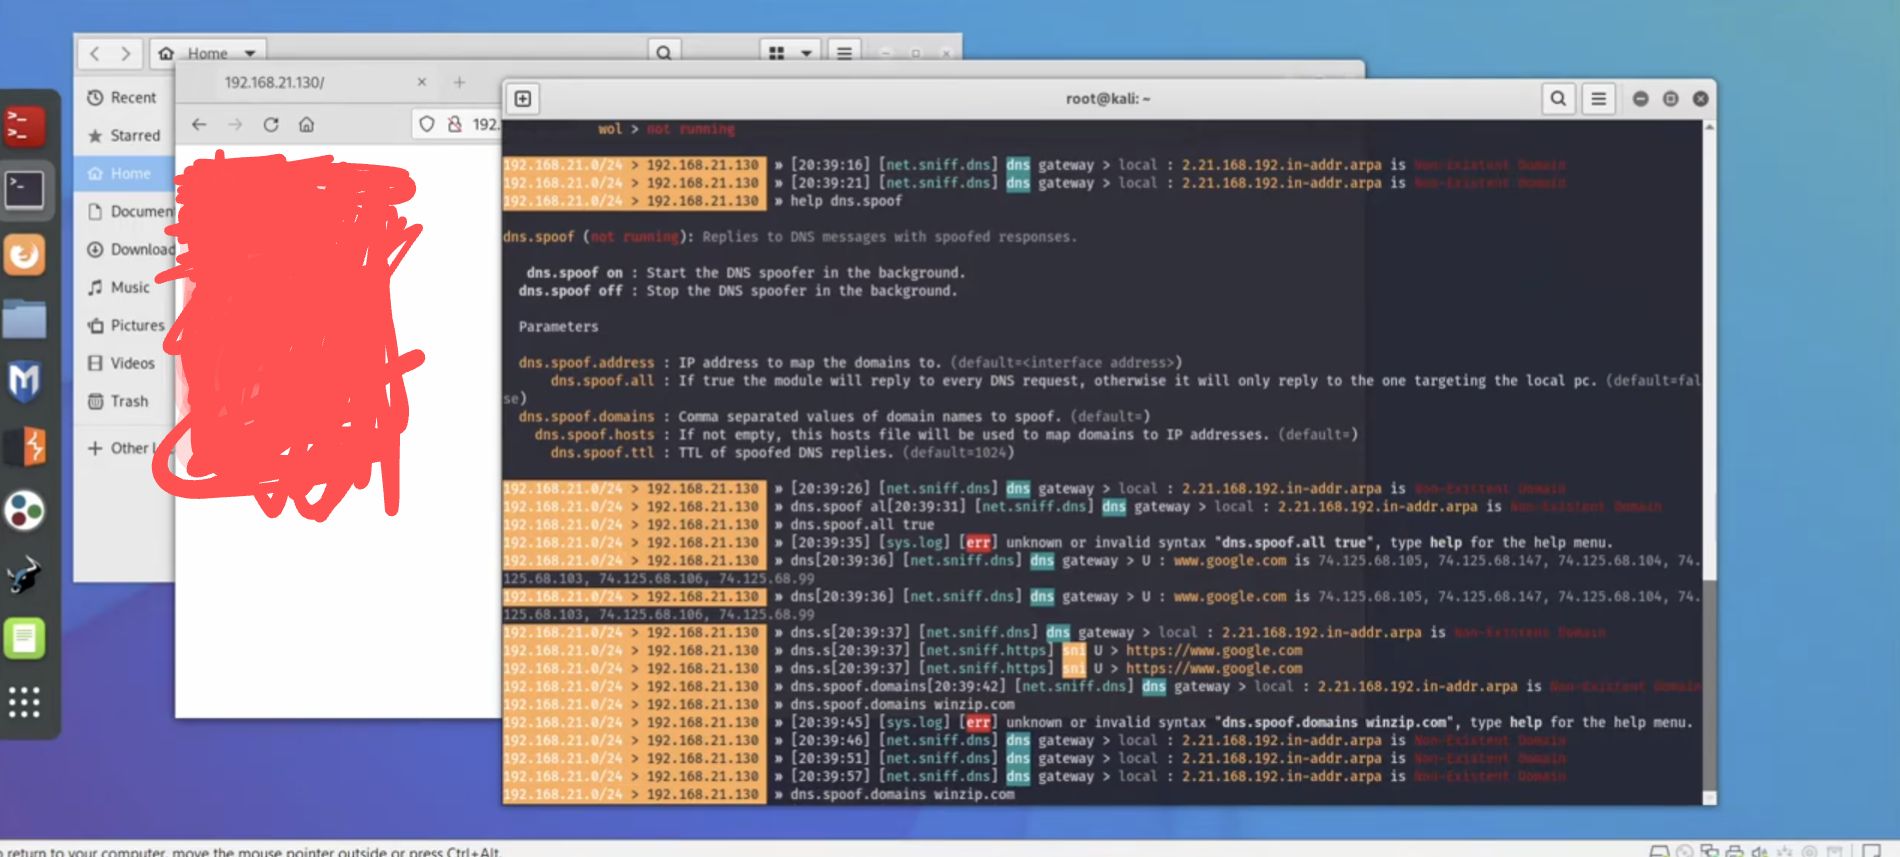 Home
192.168.21.130/
192.
root@kali: ~
Recent
Starred
Home
Documen
Download
Music
Pictures
Videos
Trash
Other L
wol > not running
192.168.21.0/24 > 192.168.21.130 » [20:39:16] [net.sniff.dns] dns gateway > local : 2.21.168.192.in-addr.arpa is Non-Existent Domain
192.168.21.0/24 > 192.168.21.130 » [20:39:21] [net.sniff.dns] dns gateway > local : 2.21.168.192.in-addr.arpa is Non-Existent Domain
192.168.21.0/24 > 192.168.21.130 » help dns.spoof
dns.spoof (not running): Replies to DNS messages with spoofed responses.
dns.spoof on : Start the DNS spoofer in the background.
dns.spoof off : Stop the DNS spoofer in the background.
Parameters
dns.spoof.address : IP address to map the domains to. (default=<interface address>)
dns.spoof.all : If true the module will reply to every DNS request, otherwise it will only reply to the one targeting the local pc. (default=fal
se)
dns.spoof.domains : Comma separated values of domain names to spoof. (default=)
dns.spoof.hosts : If not empty, this hosts file will be used to map domains to IP addresses. (default=)
dns.spoof.ttl : TTL of spoofed DNS replies. (default=1024)
192.168.21.0/24 > 192.168.21.130 » [20:39:26] [net.sniff.dns] dns gateway > local : 2.21.168.192.in-addr.arpa is Non-Existent Domain
192.168.21.0/24 > 192.168.21.130 » dns.spoof al[20:39:31] [net.sniff.dns] dns gateway > local : 2.21.168.192.in-addr.arpa is Non-Existent Domain
192.168.21.0/24 > 192.168.21.130 » dns.spoof.all true
192.168.21.0/24 > 192.168.21.130 » [20:39:35] [sys.log] [err] unknown or invalid syntax "dns.spoof.all true", type help for the help menu.
192.168.21.0/24 > 192.168.21.130 » dns[20:39:36] [net.sniff.dns] dns gateway > U : www.google.com is 74.125.68.105, 74.125.68.147, 74.125.68.104, 74.
125.68.103, 74.125.68.106, 74.125.68.99
192.168.21.0/24 > 192.168.21.130 » dns[20:39:36] [net.sniff.dns] dns gateway > U : www.google.com is 74.125.68.105, 74.125.68.147, 74.125.68.104, 74.
125.68.103, 74.125.68.106, 74.125.68.99
192.168.21.0/24 > 192.168.21.130 » dns.s[20:39:37] [net.sniff.dns] dns gateway > local : 2.21.168.192.in-addr.arpa is Non-Existent Domain
192.168.21.0/24 > 192.168.21.130 » dns.s[20:39:37] [net.sniff.https] sni U > https://www.google.com
192.168.21.0/24 > 192.168.21.130 » dns.s[20:39:37] [net.sniff.https] sni U > https://www.google.com
192.168.21.0/24 > 192.168.21.130 » dns.spoof.domains[20:39:42] [net.sniff.dns] dns gateway > local : 2.21.168.192.in-addr.arpa is Non-Existent Domain
192.168.21.0/24 > 192.168.21.130 » dns.spoof.domains winzip.com
192.168.21.0/24 > 192.168.21.130 » [20:39:45] [sys.log] [err] unknown or invalid syntax "dns.spoof.domains winzip.com", type help for the help menu.
192.168.21.0/24 > 192.168.21.130 » [20:39:46] [net.sniff.dns] dns gateway > local : 2.21.168.192.in-addr.arpa is Non-Existent Domain
192.168.21.0/24 > 192.168.21.130 » [20:39:51] [net.sniff.dns] dns gateway > local : 2.21.168.192.in-addr.arpa is Non-Existent Domain
192.168.21.0/24 > 192.168.21.130 » [20:39:57] [net.sniff.dns] dns gateway > local : 2.21.168.192.in-addr.arpa is Non-Existent Domain
192.168.21.0/24 > 192.168.21.130 » dns.spoof.domains winzip.com
return to your computer, move the mouse pointer outside or press Ctrl+Alt.